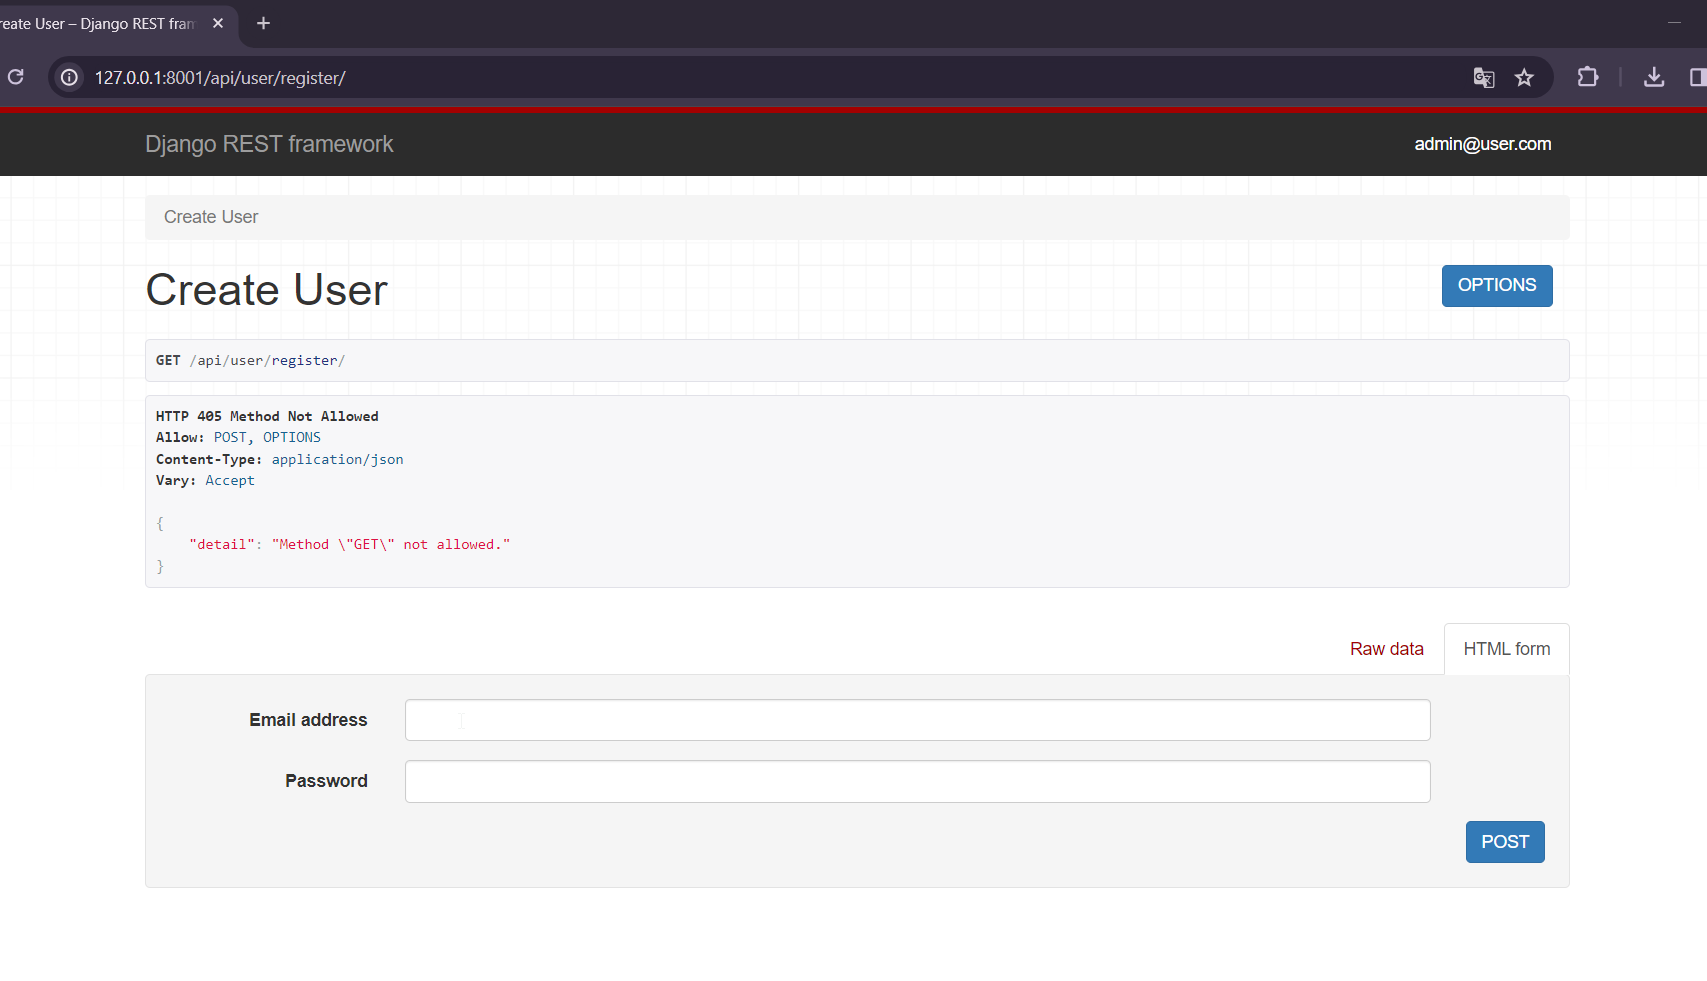 reate User – Django REST fram
127.0.0.1:8001/api/user/register/
Django REST framework
admin@user.com
Create User
Create User
OPTIONS
GET /api/user/register/
HTTP 405 Method Not Allowed
Allow: POST, OPTIONS
Content-Type: application/json
Vary: Accept
{
"detail": "Method \"GET\" not allowed."
}
Raw data
HTML form
Email address
Password
POST